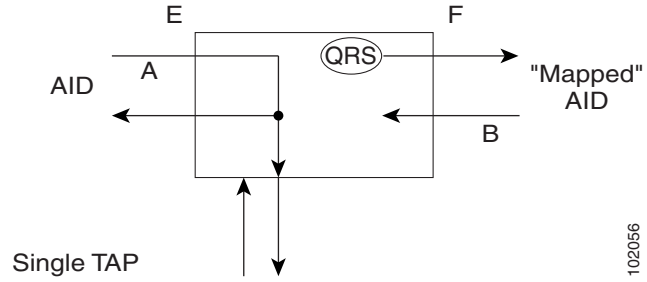 E
F
QRS
A
"Mapped"
AID
AID
B
Single TAP
102056